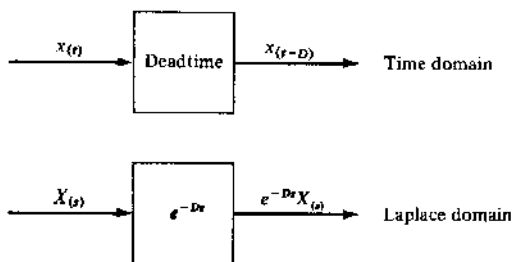 x(t) Deadtime x(t−D) Time domain
X(s) e^−Ds e^−Ds X(s) Laplace domain